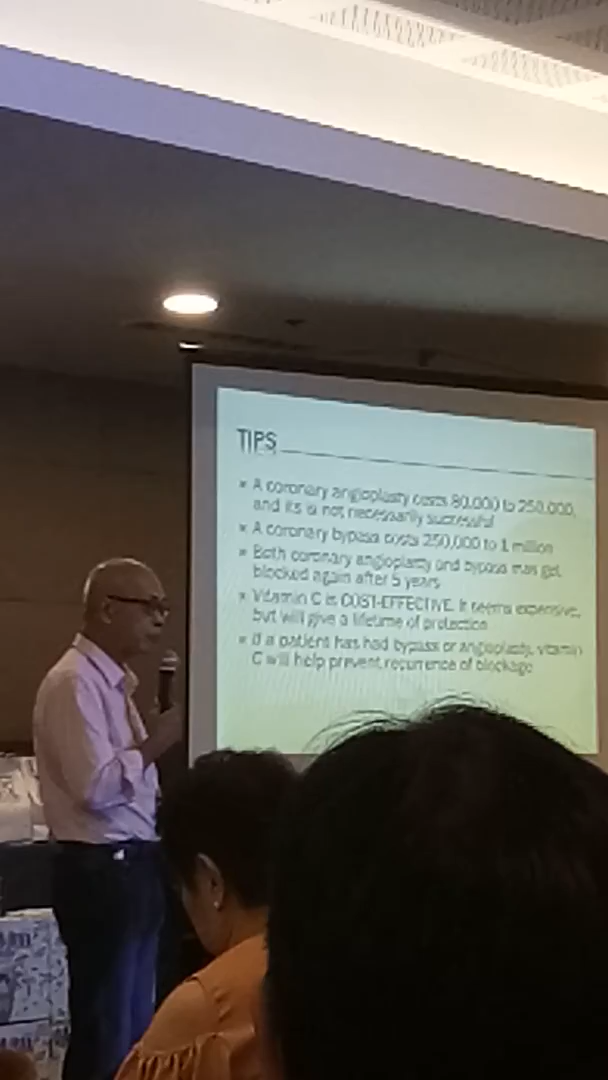 TIPS
A coronary angioplasty costs 80,000 to 250,000,
and its is not necessarily successful
A coronary bypass costs 250,000 to 1 million
Both coronary angioplasty and bypass may get
blocked again after 5 years
Vitamin C is COST-EFFECTIVE. It seems expensive,
but will give a lifetime of protection
If a patient has had bypass or angioplasty, vitamin
C will help prevent recurrence of blockage